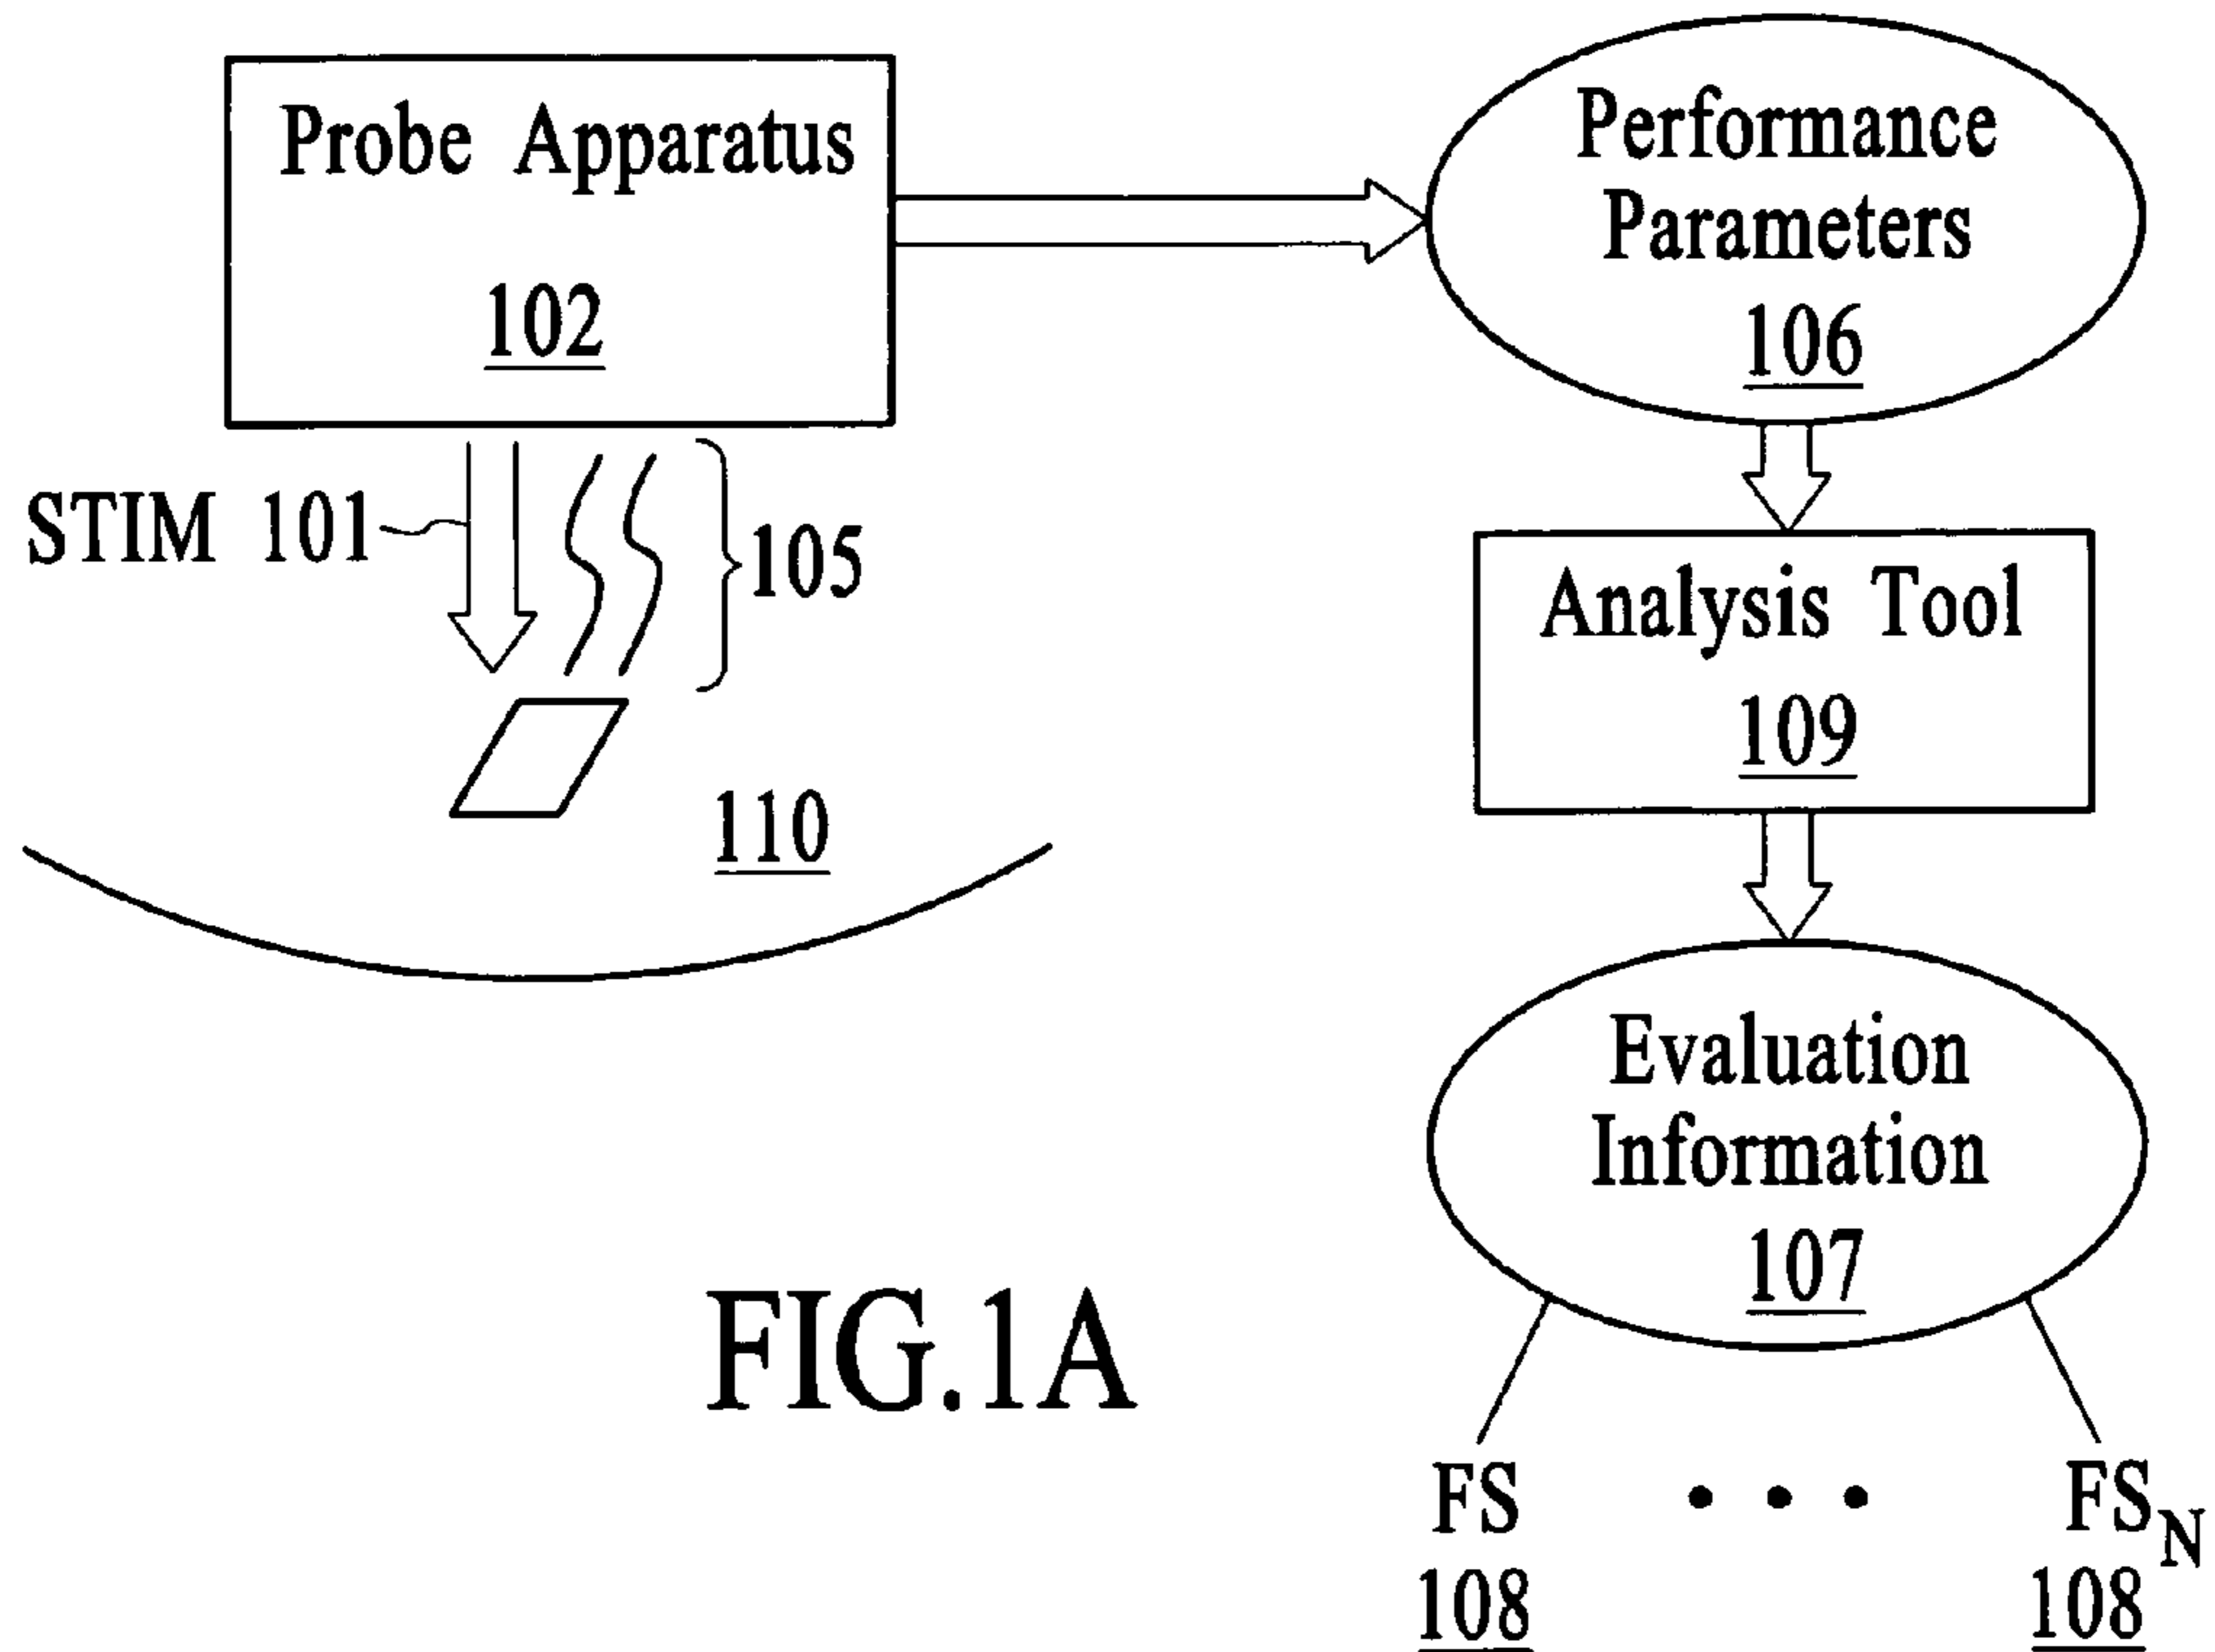 Probe Apparatus
102
Performance
Parameters
106
STIM 101
105
Analysis Tool
109
110
Evaluation
Information
107
FIG.1A
FS • • • FSN
108 108